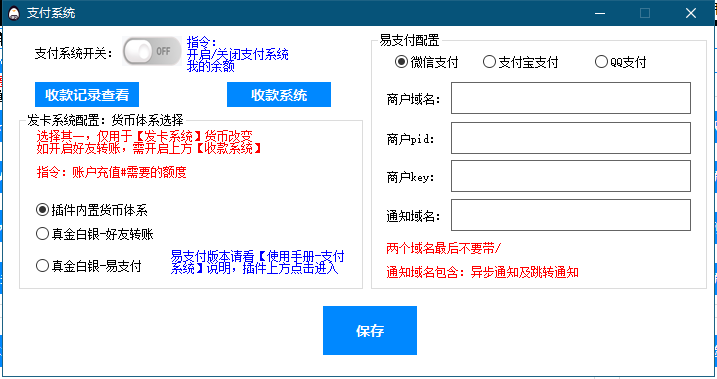 支付系统
支付系统开关：
OFF
指令：
开启/关闭支付系统
我的余额
收款记录查看
收款系统
发卡系统配置：货币体系选择
选择其一，仅用于【发卡系统】货币改变
如开启好友转账，需开启上方【收款系统】
指令：账户充值#需要的额度
插件内置货币体系
真金白银-好友转账
真金白银-易支付
易支付版本请看【使用手册-支付
系统】说明，插件上方点击进入
易支付配置
微信支付
支付宝支付
QQ支付
商户域名：
商户pid：
商户key：
通知域名：
两个域名最后不要带/
通知域名包含：异步通知及跳转通知
保存